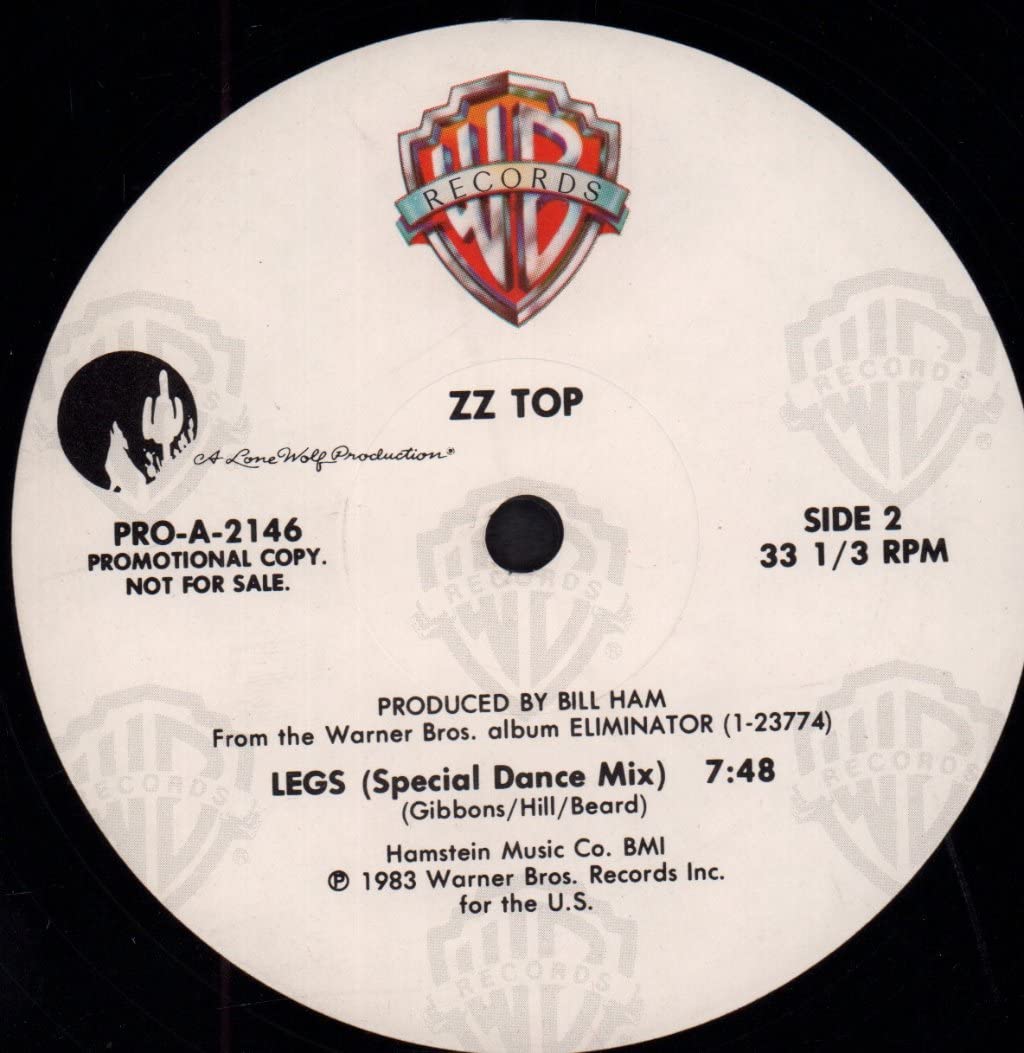 WB
RECORDS
ZZ TOP
A Lone Wolf Production®
PRO-A-2146
PROMOTIONAL COPY.
NOT FOR SALE.
SIDE 2
33 1/3 RPM
PRODUCED BY BILL HAM
From the Warner Bros. album ELIMINATOR (1-23774)
LEGS (Special Dance Mix) 7:48
(Gibbons/Hill/Beard)
Hamstein Music Co. BMI
℗ 1983 Warner Bros. Records Inc.
for the U.S.